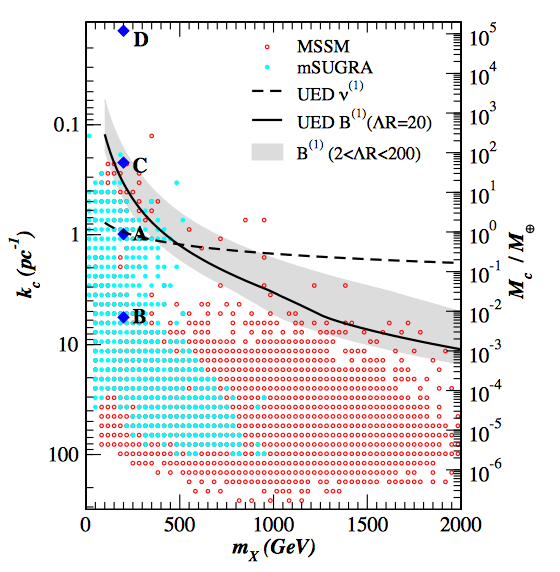 D
MSSM
mSUGRA
UED ν(1)
UED B(1)(ΛR=20)
B(1) (2<ΛR<200)
C
A
B
0.1
1
10
100
kc (pc-1)
105
104
103
102
101
100
10-1
10-2
10-3
10-4
10-5
10-6
Mc / M⊕
0
500
1000
1500
2000
mX (GeV)